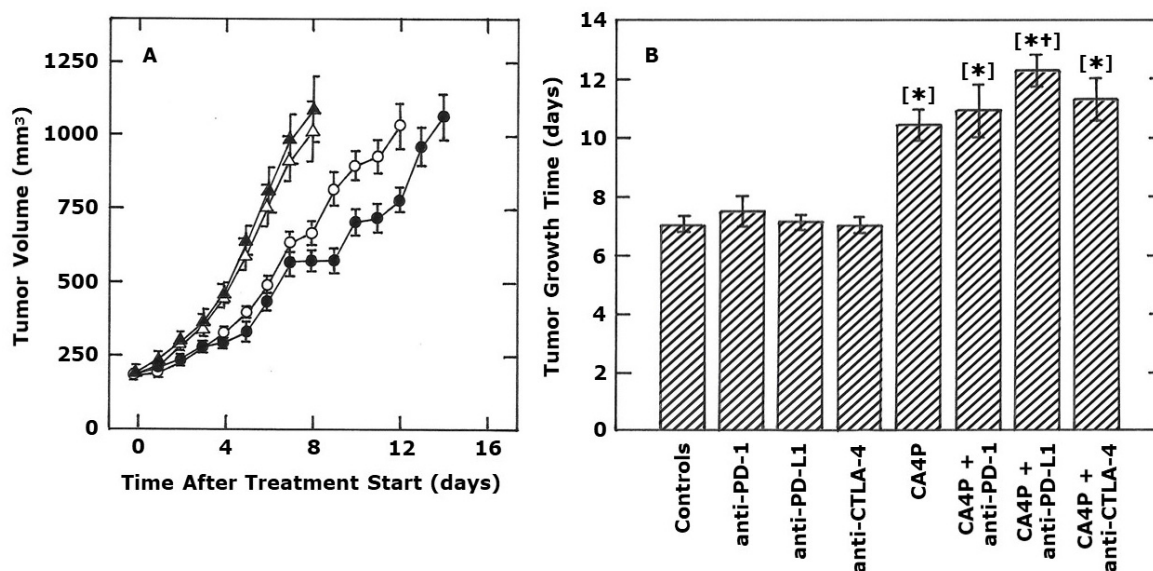 A
Tumor Volume (mm³)
1250
1000
750
500
250
0
0 4 8 12 16
Time After Treatment Start (days)
B
Tumor Growth Time (days)
14
12
10
8
6
4
2
0
[*]
[*]
[*†]
[*]
Controls
anti-PD-1
anti-PD-L1
anti-CTLA-4
CA4P
CA4P +
anti-PD-1
CA4P +
anti-PD-L1
CA4P +
anti-CTLA-4